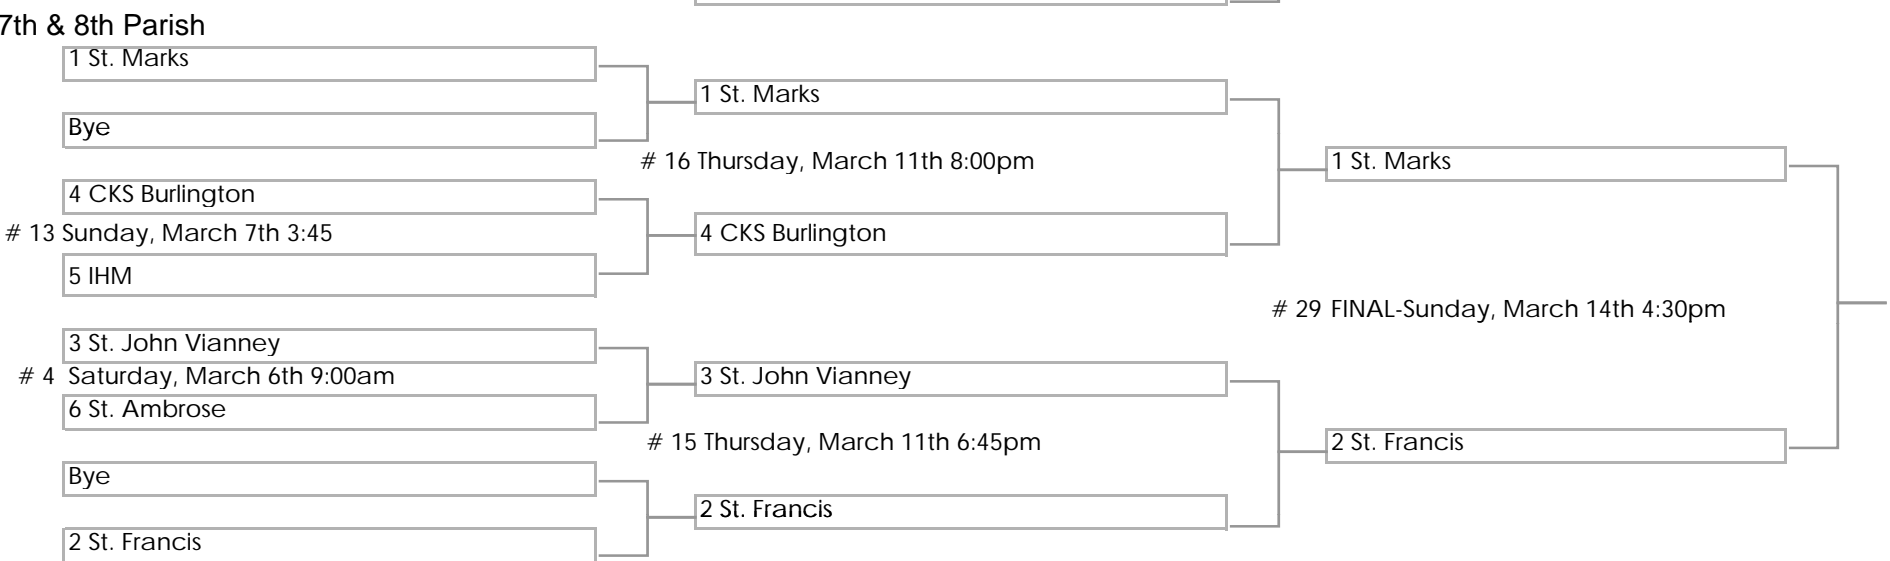 7th & 8th Parish
1 St. Marks
Bye
4 CKS Burlington
# 13 Sunday, March 7th 3:45
5 IHM
3 St. John Vianney
# 4 Saturday, March 6th 9:00am
6 St. Ambrose
Bye
2 St. Francis
1 St. Marks
# 16 Thursday, March 11th 8:00pm
4 CKS Burlington
3 St. John Vianney
# 15 Thursday, March 11th 6:45pm
2 St. Francis
1 St. Marks
# 29 FINAL-Sunday, March 14th 4:30pm
2 St. Francis